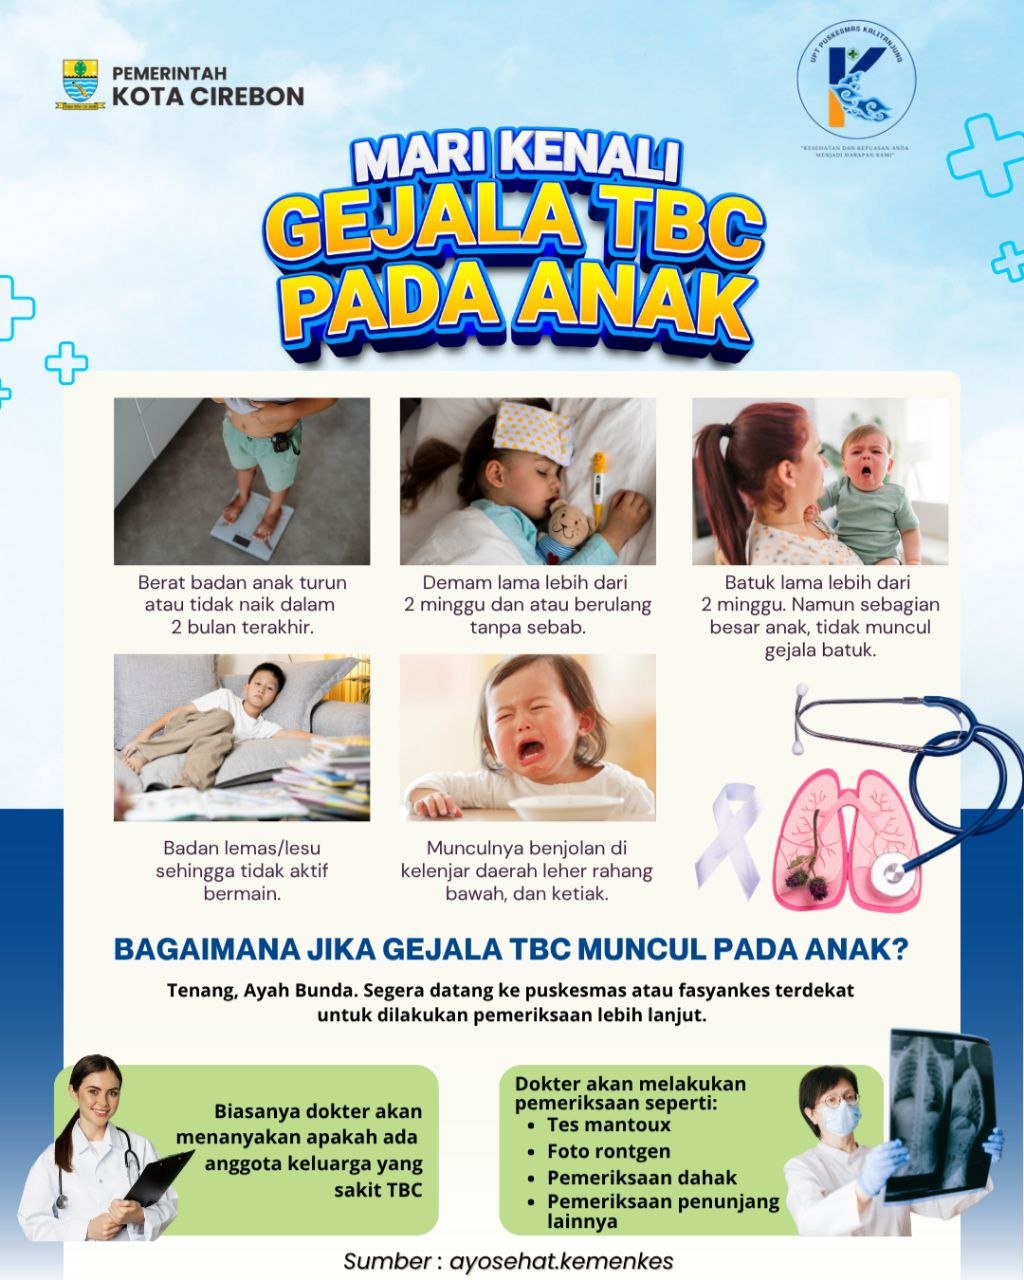 PEMERINTAH
KOTA CIREBON
UPT PUSKESMAS KALITANJUNG
"KESEHATAN DAN KEPUASAN ANDA
MENJADI HARAPAN KAMI"
MARI KENALI
GEJALA TBC
PADA ANAK
Berat badan anak turun
atau tidak naik dalam
2 bulan terakhir.
Demam lama lebih dari
2 minggu dan atau berulang
tanpa sebab.
Batuk lama lebih dari
2 minggu. Namun sebagian
besar anak, tidak muncul
gejala batuk.
Badan lemas/lesu
sehingga tidak aktif
bermain.
Munculnya benjolan di
kelenjar daerah leher rahang
bawah, dan ketiak.
BAGAIMANA JIKA GEJALA TBC MUNCUL PADA ANAK?
Tenang, Ayah Bunda. Segera datang ke puskesmas atau fasyankes terdekat
untuk dilakukan pemeriksaan lebih lanjut.
Biasanya dokter akan
menanyakan apakah ada
anggota keluarga yang
sakit TBC
Dokter akan melakukan
pemeriksaan seperti:
• Tes mantoux
• Foto rontgen
• Pemeriksaan dahak
• Pemeriksaan penunjang
lainnya
Sumber : ayosehat.kemenkes